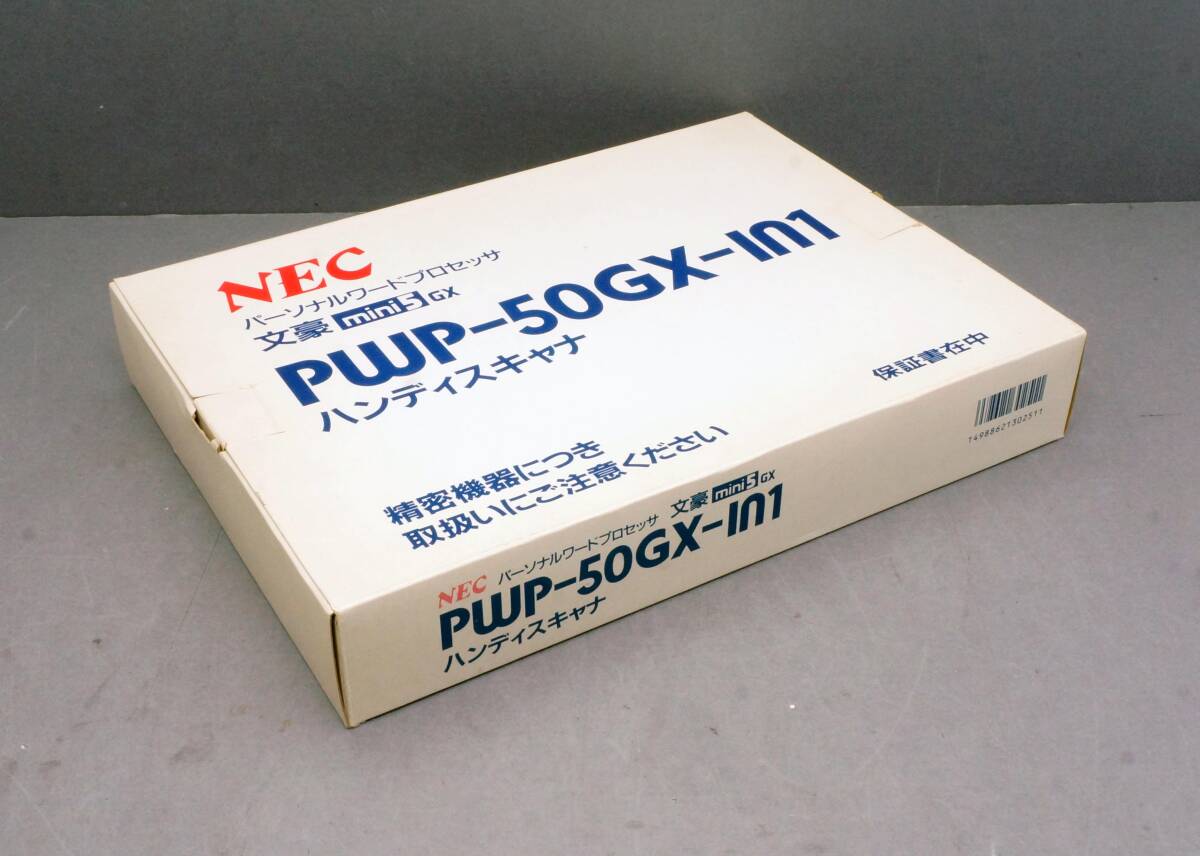 NEC
パーソナルワードプロセッサ
文豪 mini5 GX
PWP-50GX-IN1
ハンディスキャナ
精密機器につき
取扱いにご注意ください
保証書在中
NEC パーソナルワードプロセッサ 文豪 mini5 GX
PWP-50GX-IN1
ハンディスキャナ
14988621302511